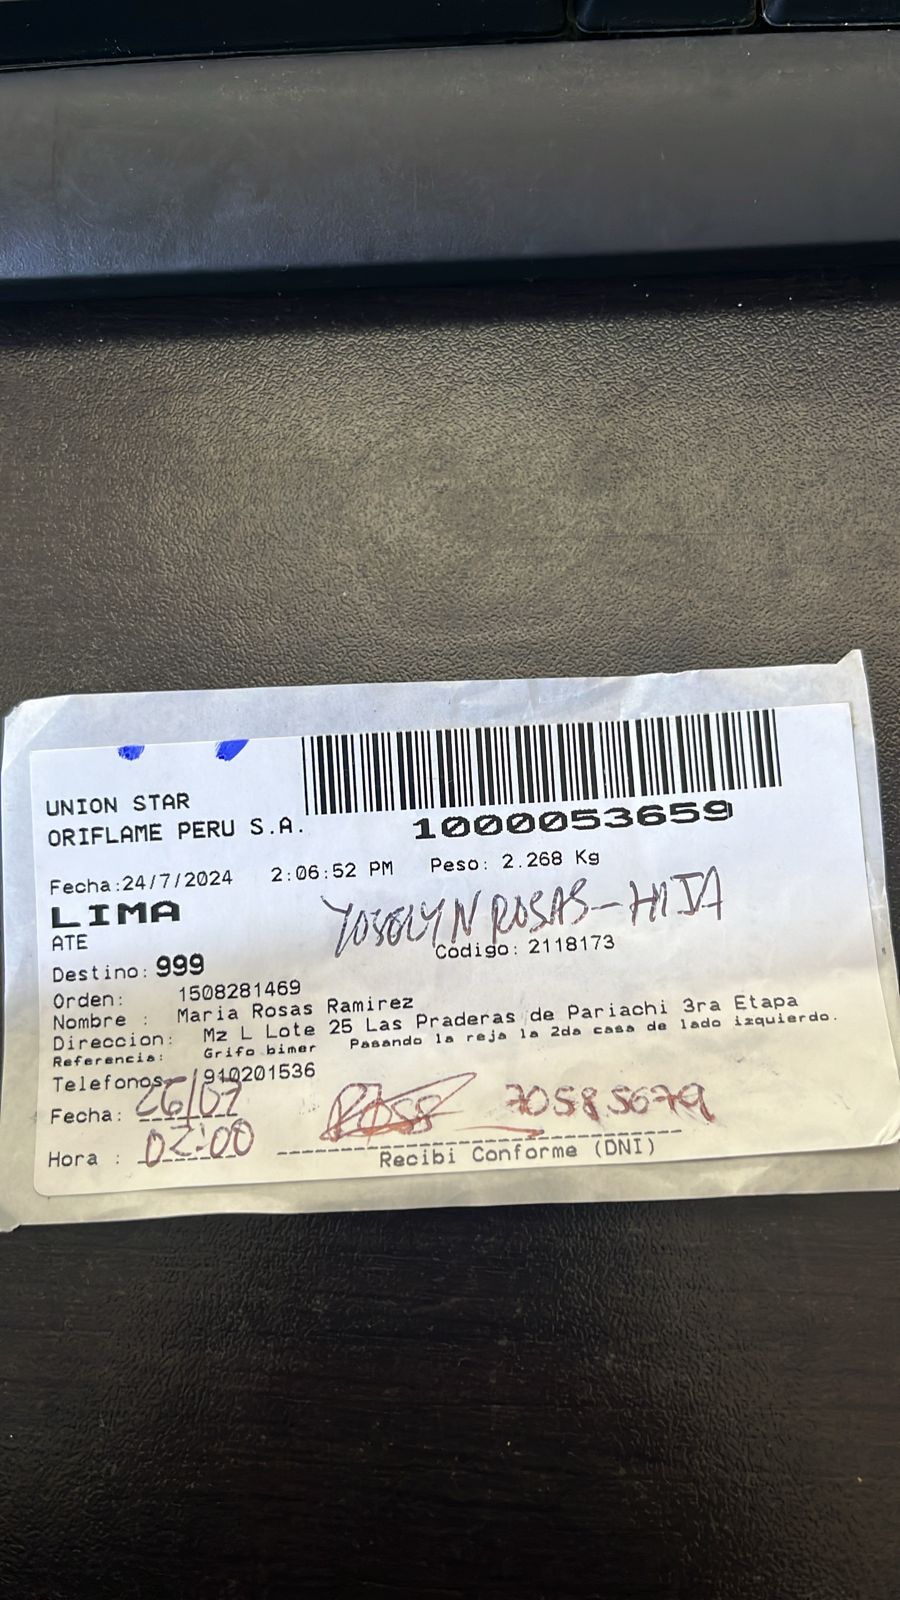 UNION STAR
ORIFLAME PERU S.A.
1000053659
Fecha:24/7/2024 2:06:52 PM Peso: 2.268 Kg
LIMA
YOSELYN ROSAS-HIJA
ATE
Codigo: 2118173
Destino: 999
Orden: 1508281469
Nombre : Maria Rosas Ramirez
Direccion: Mz L Lote 25 Las Praderas de Pariachi 3ra Etapa
Referencia: Grifo bimer Pasando la reja la 2da casa de lado izquierdo.
Telefonos /910201536
Fecha: 26/07
70585679
Hora : 02:00
Recibi Conforme (DNI)